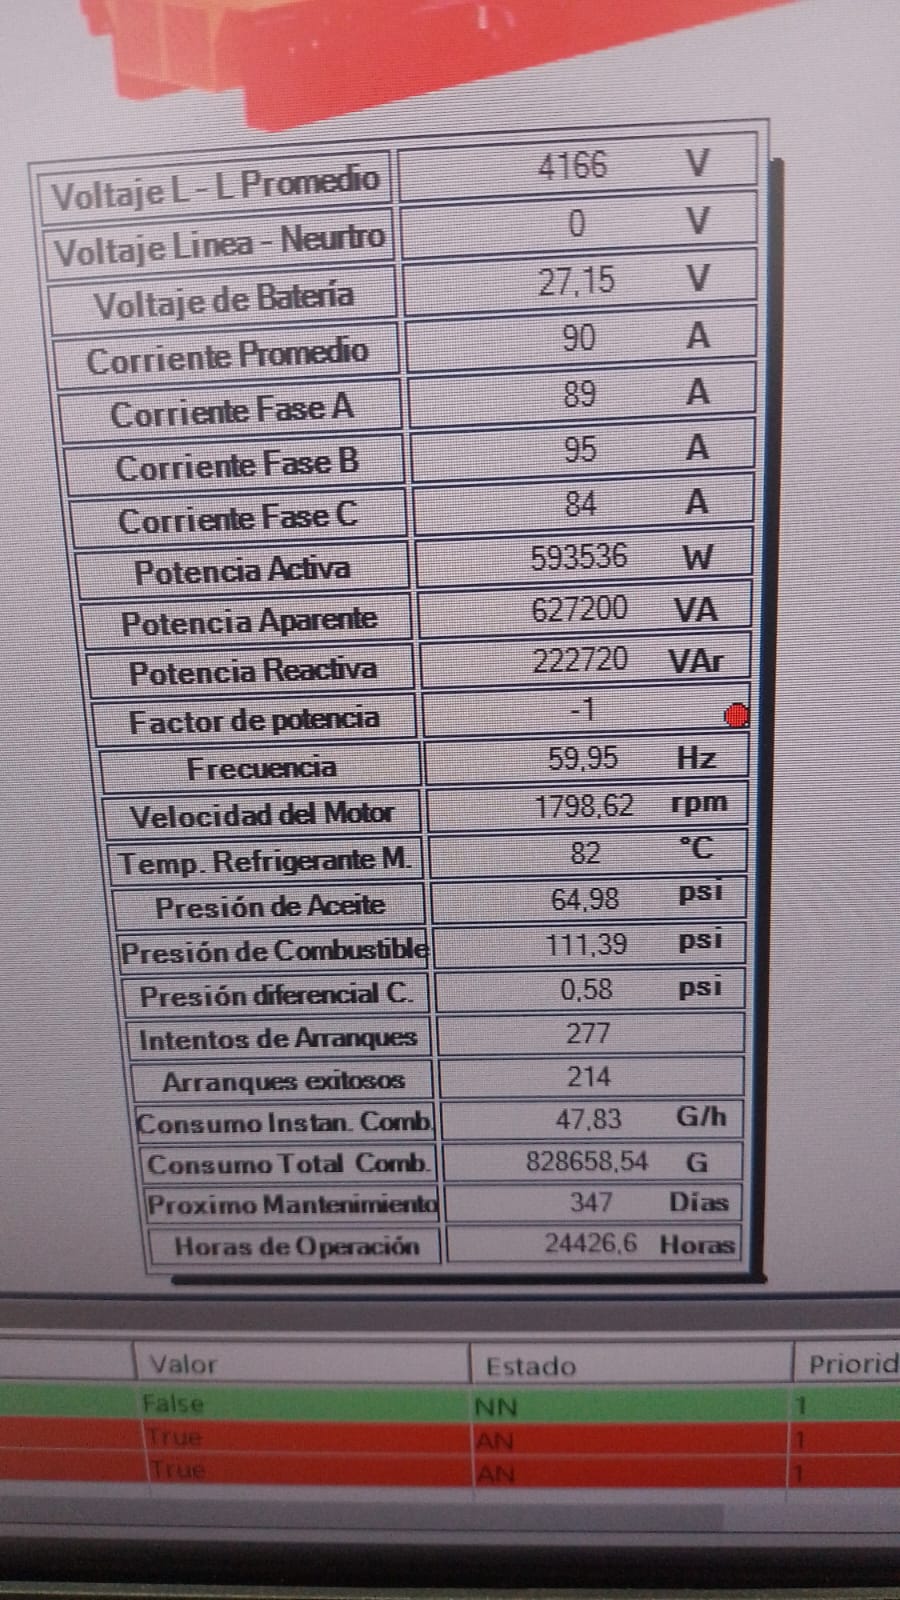 Voltaje L - L Promedio 4166 V
Voltaje Linea - Neurtro 0 V
Voltaje de Batería 27,15 V
Corriente Promedio 90 A
Corriente Fase A 89 A
Corriente Fase B 95 A
Corriente Fase C 84 A
Potencia Activa 593536 W
Potencia Aparente 627200 VA
Potencia Reactiva 222720 VAr
Factor de potencia -1
Frecuencia 59,95 Hz
Velocidad del Motor 1798,62 rpm
Temp. Refrigerante M. 82 °C
Presión de Aceite 64,98 psi
Presión de Combustible 111,39 psi
Presión diferencial C. 0,58 psi
Intentos de Arranques 277
Arranques exitosos 214
Consumo Instan. Comb. 47,83 G/h
Consumo Total Comb. 828658,54 G
Proximo Mantenimiento 347 Días
Horas de Operación 24426,6 Horas
Valor Estado Priorid
False NN 1
True AN 1
True AN 1